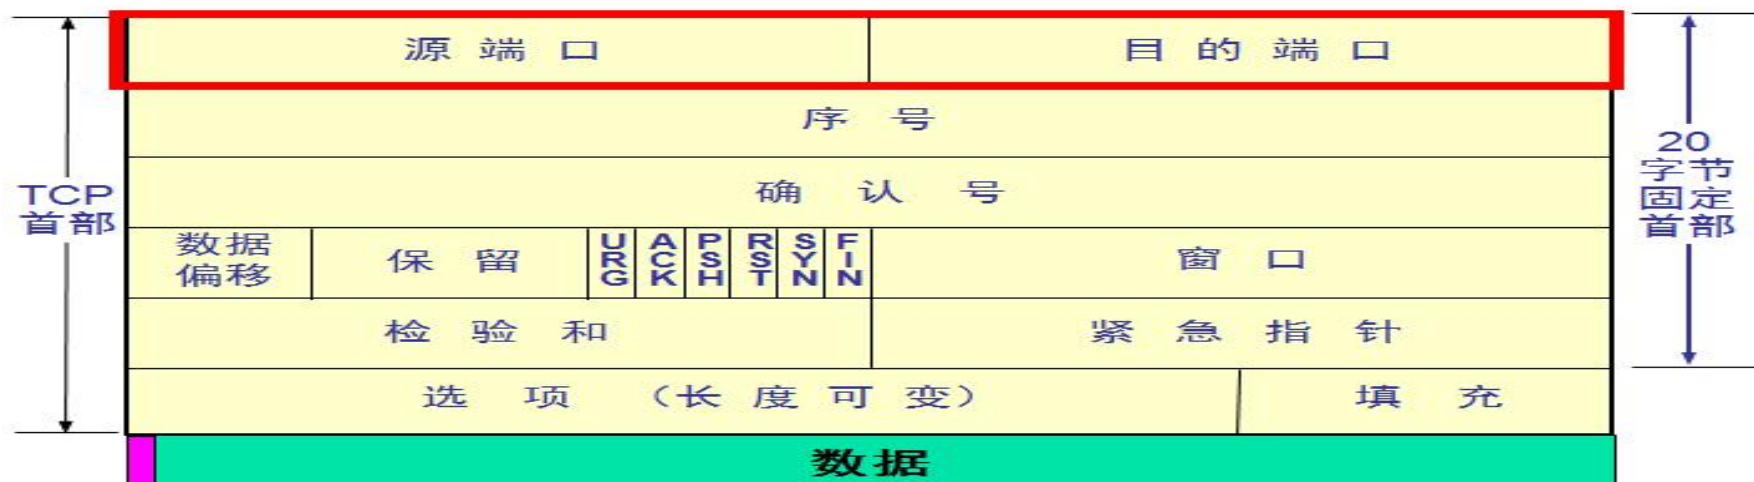 源端口 目的端口
序号
TCP
首部
确认号
20
字节
固定
首部
数据
偏移
保留
URG
ACK
PSH
RST
SYN
FIN
窗口
检验和 紧急指针
选项（长度可变） 填充
数据